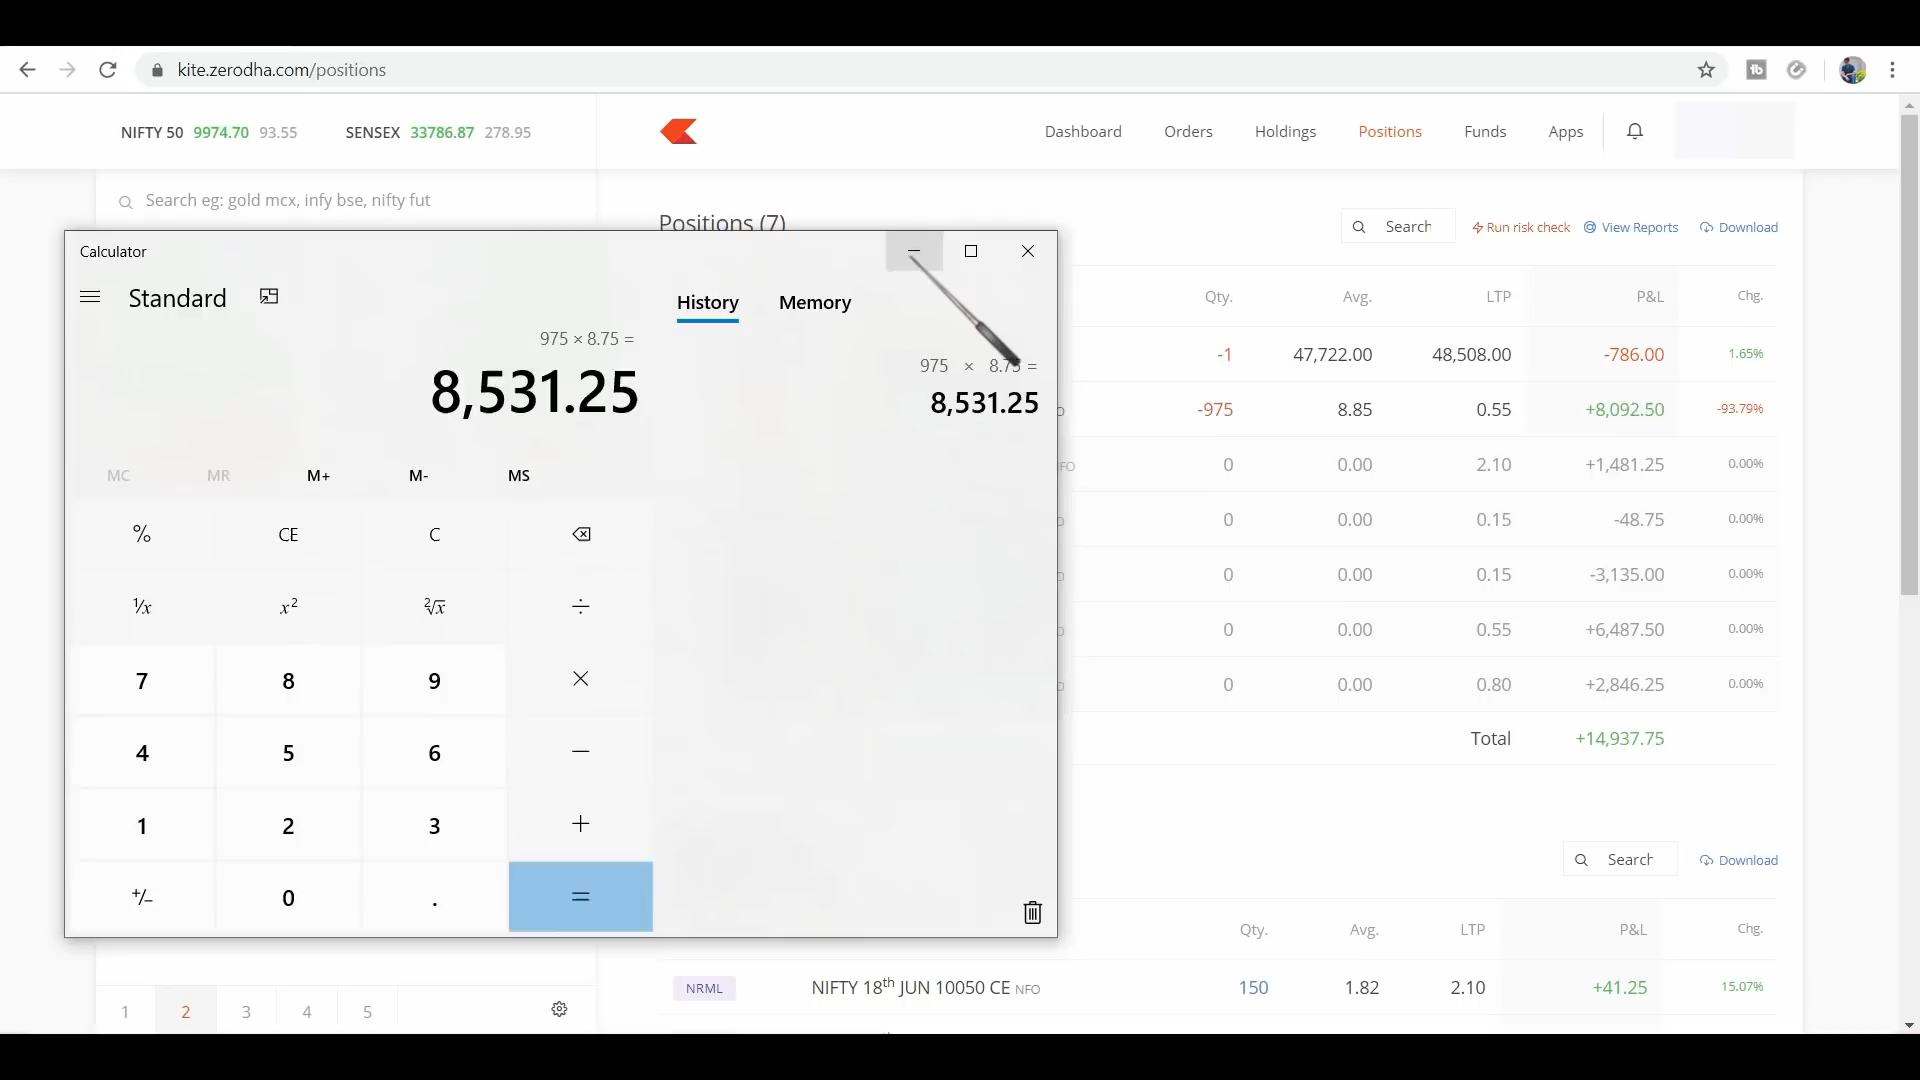 kite.zerodha.com/positions
NIFTY 50 9974.70 93.55 SENSEX 33786.87 278.95
Dashboard Orders Holdings Positions Funds Apps
Search eg: gold mcx, infy bse, nifty fut
Positions (7)
Search Run risk check View Reports Download
Calculator
Standard
History Memory
975 × 8.75 =
8,531.25
975 × 8.75 =
8,531.25
MC MR M+ M- MS
% CE C
¹/x x² ²√x ÷
7 8 9 ×
4 5 6 −
1 2 3 +
+/− 0 . =
Qty. Avg. LTP P&L Chg.
-1 47,722.00 48,508.00 -786.00 1.65%
-975 8.85 0.55 +8,092.50 -93.79%
FO 0 0.00 2.10 +1,481.25 0.00%
0 0.00 0.15 -48.75 0.00%
0 0.00 0.15 -3,135.00 0.00%
0 0.00 0.55 +6,487.50 0.00%
0 0.00 0.80 +2,846.25 0.00%
Total +14,937.75
Search Download
Qty. Avg. LTP P&L Chg.
NRML NIFTY 18th JUN 10050 CE NFO 150 1.82 2.10 +41.25 15.07%
1 2 3 4 5